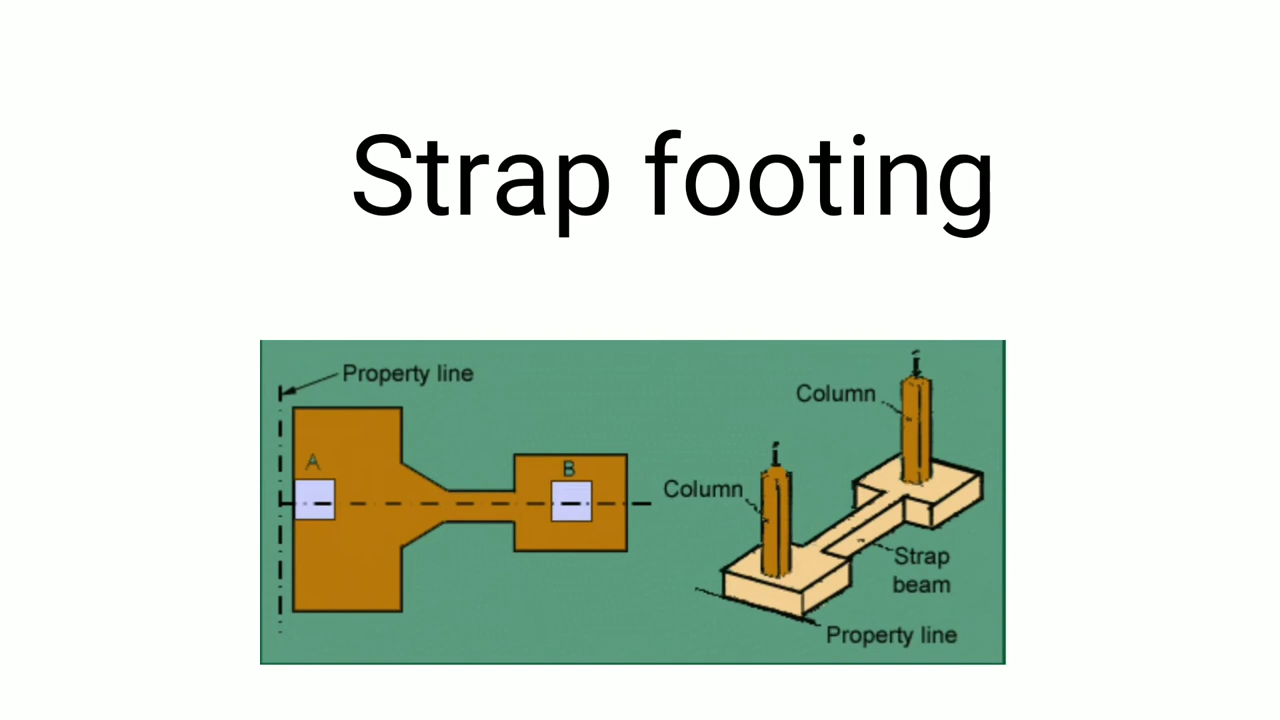 Strap footing
Property line
A
B
Column
Column
Strap
beam
Property line